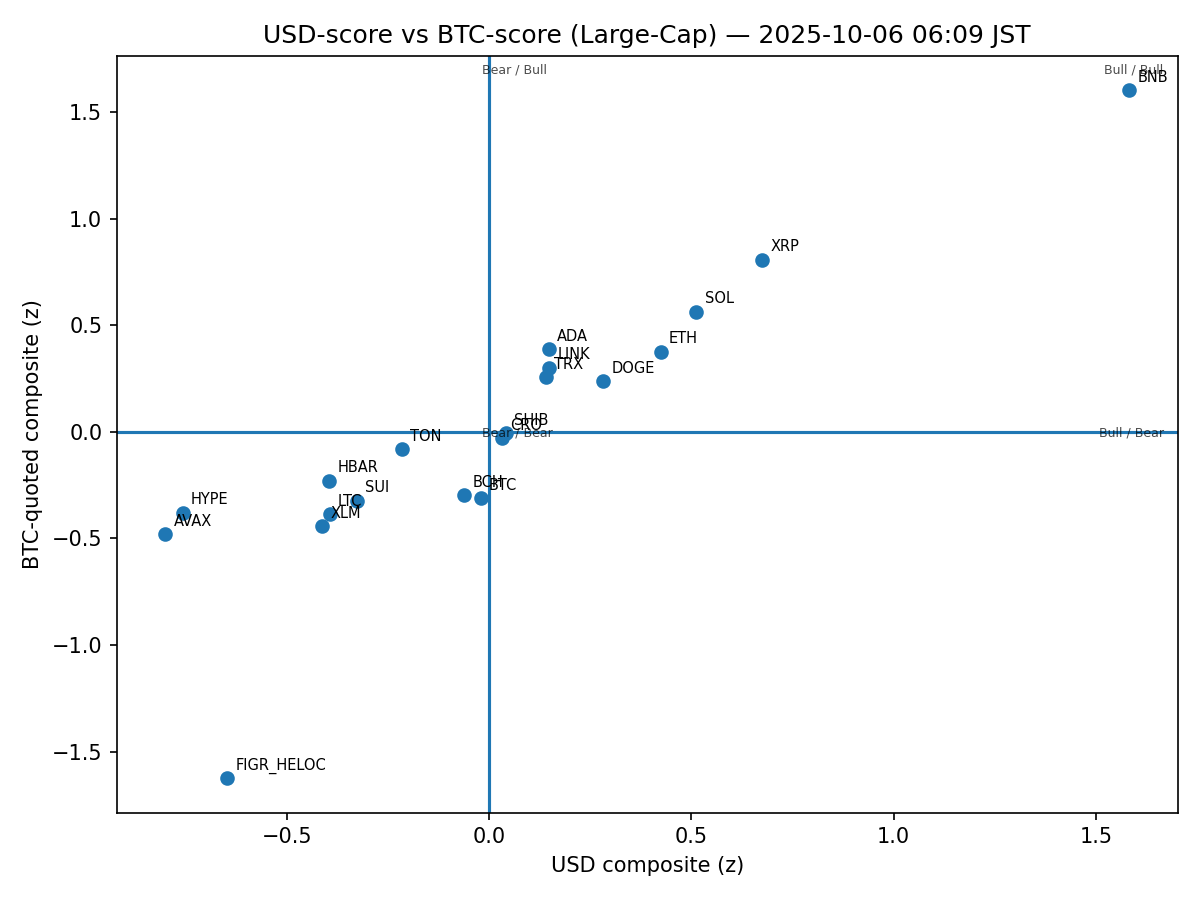 USD-score vs BTC-score (Large-Cap) — 2025-10-06 06:09 JST
Bear / Bull
Bull / Bull
BNB
XRP
SOL
ADA
ETH
LINK
TRX
DOGE
SHIB
CRO
Bear / Bear
Bull / Bear
TON
HBAR
SUI
BCH
BTC
HYPE
LTC
XLM
AVAX
FIGR_HELOC
1.5
1.0
0.5
0.0
−0.5
−1.0
−1.5
BTC-quoted composite (z)
−0.5
0.0
0.5
1.0
1.5
USD composite (z)